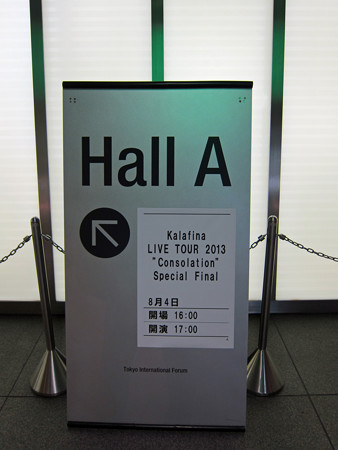 Hall A
Kalafina
LIVE TOUR 2013
"Consolation"
Special Final
8月4日
開場 16:00
開演 17:00
Tokyo International Forum